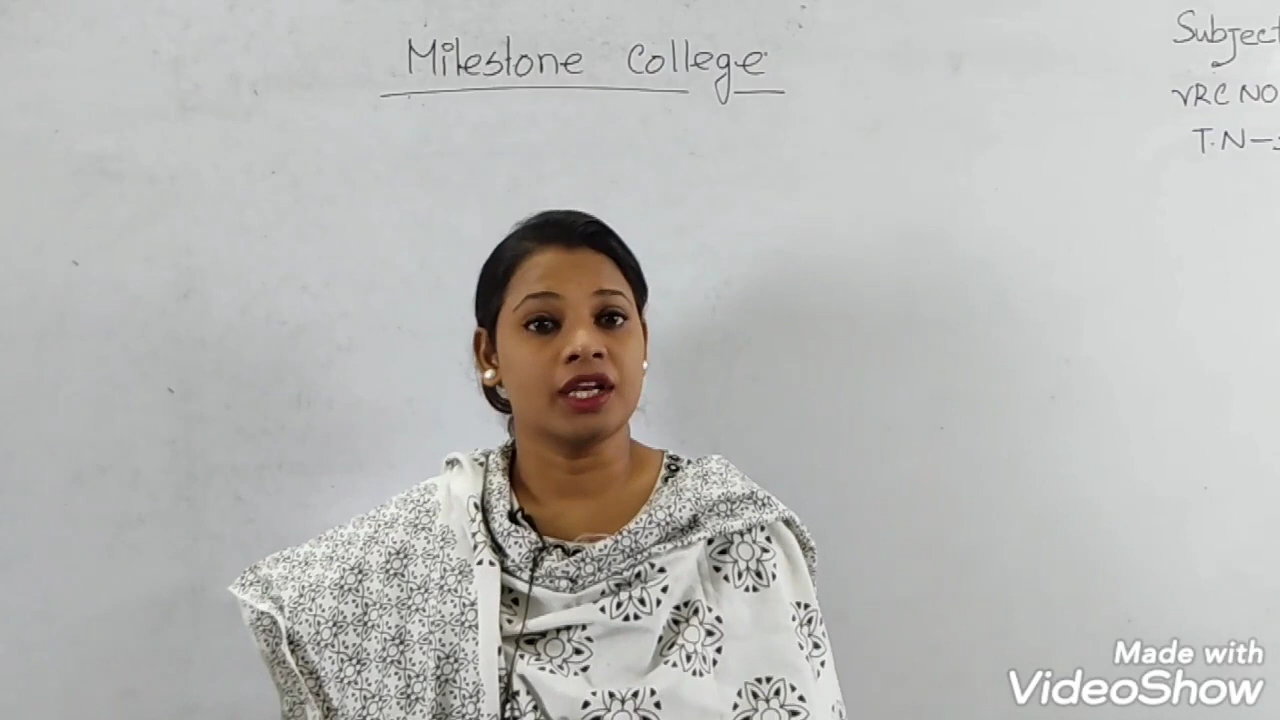 Milestone College
Subject
VRC NO
T.N-
Made with
VideoShow